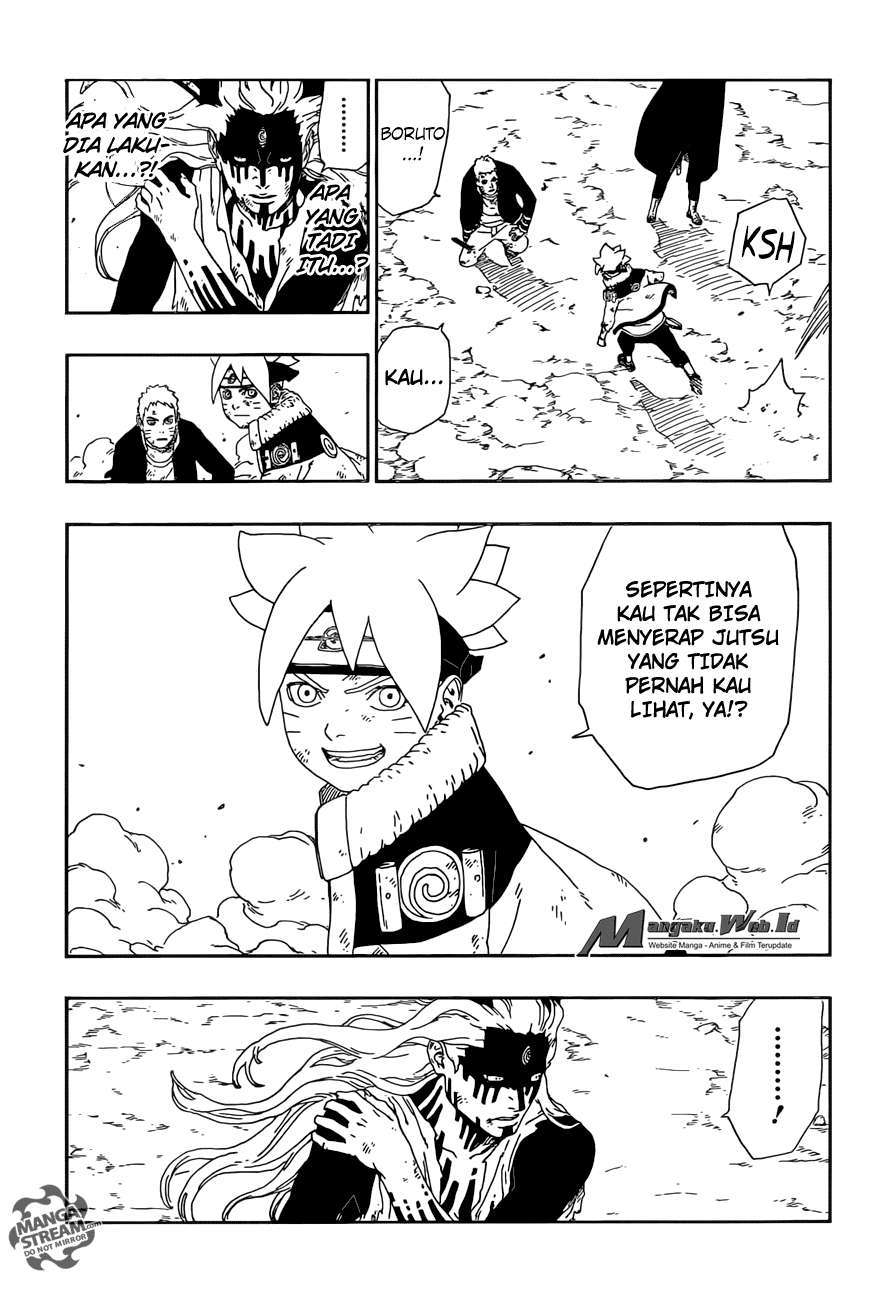 BORUTO
...!
KSH
KAU...
.........
APA YANG
DIA LAKU-
KAN...?!
APA
YANG
TADI
ITU...?
SEPERTINYA
KAU TAK BISA
MENYERAP JUTSU
YANG TIDAK
PERNAH KAU
LIHAT, YA!?
Mangaku.Web.Id
Website Manga - Anime & Film Terupdate
.........!
MANGA
STREAM.com
DO NOT MIRROR